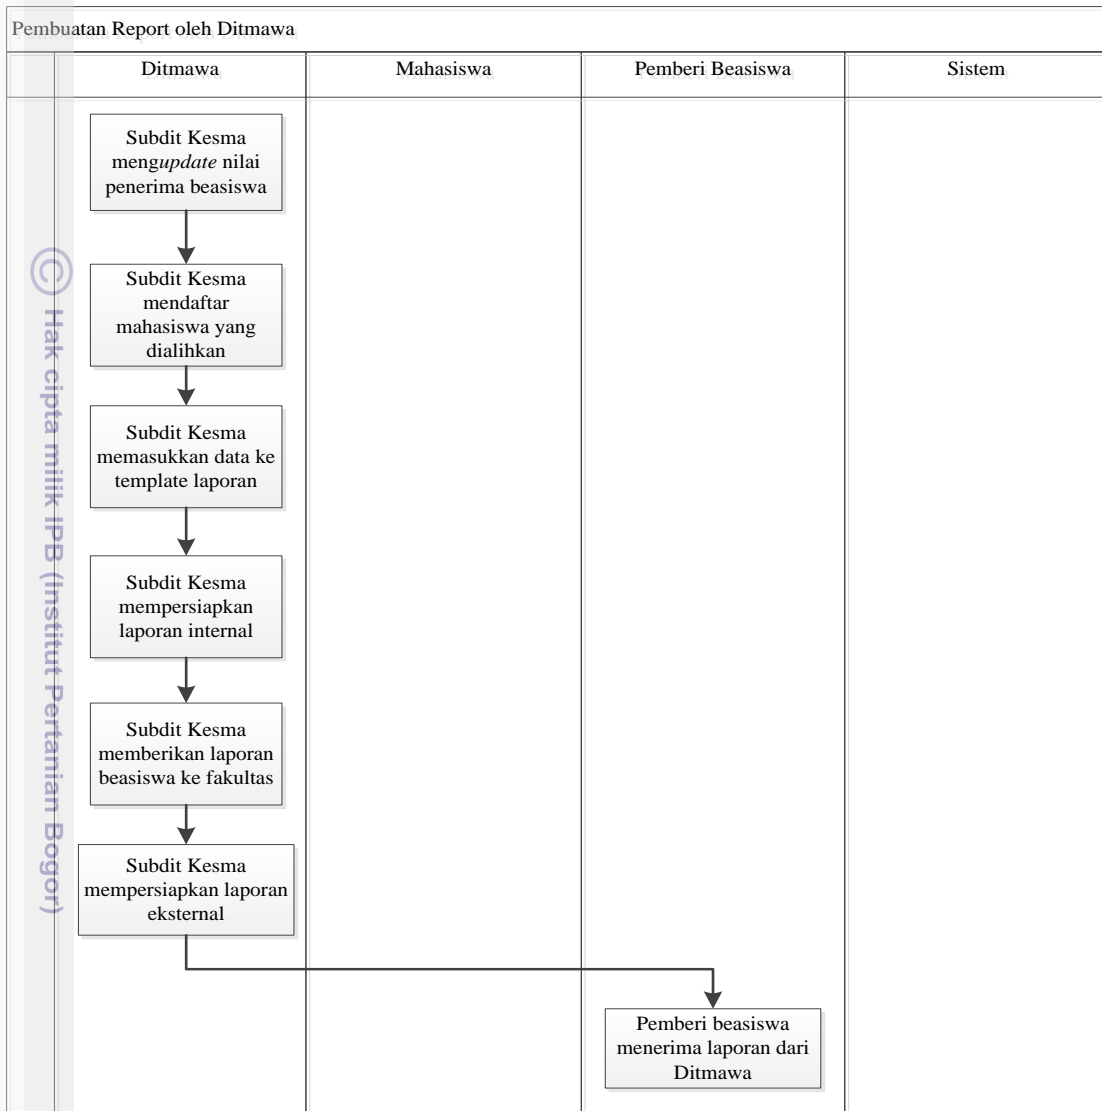 Pembuatan Report oleh Ditmawa
Ditmawa
Mahasiswa
Pemberi Beasiswa
Sistem
Subdit Kesma
mengupdate nilai
penerima beasiswa
Subdit Kesma
mendaftar
mahasiswa yang
dialihkan
Subdit Kesma
memasukkan data ke
template laporan
Subdit Kesma
mempersiapkan
laporan internal
Subdit Kesma
memberikan laporan
beasiswa ke fakultas
Subdit Kesma
mempersiapkan laporan
eksternal
Pemberi beasiswa
menerima laporan dari
Ditmawa
© Hak cipta milik IPB (Institut Pertanian Bogor)